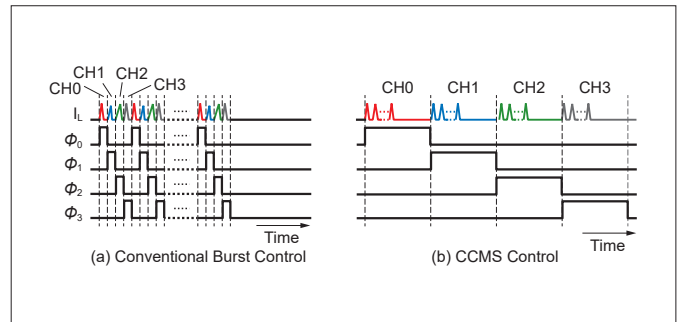 CH1
CH2
CH0
CH3
I_L
Φ_0
Φ_1
Φ_2
Φ_3
Time
(a) Conventional Burst Control
CH0 CH1 CH2 CH3
Time
(b) CCMS Control